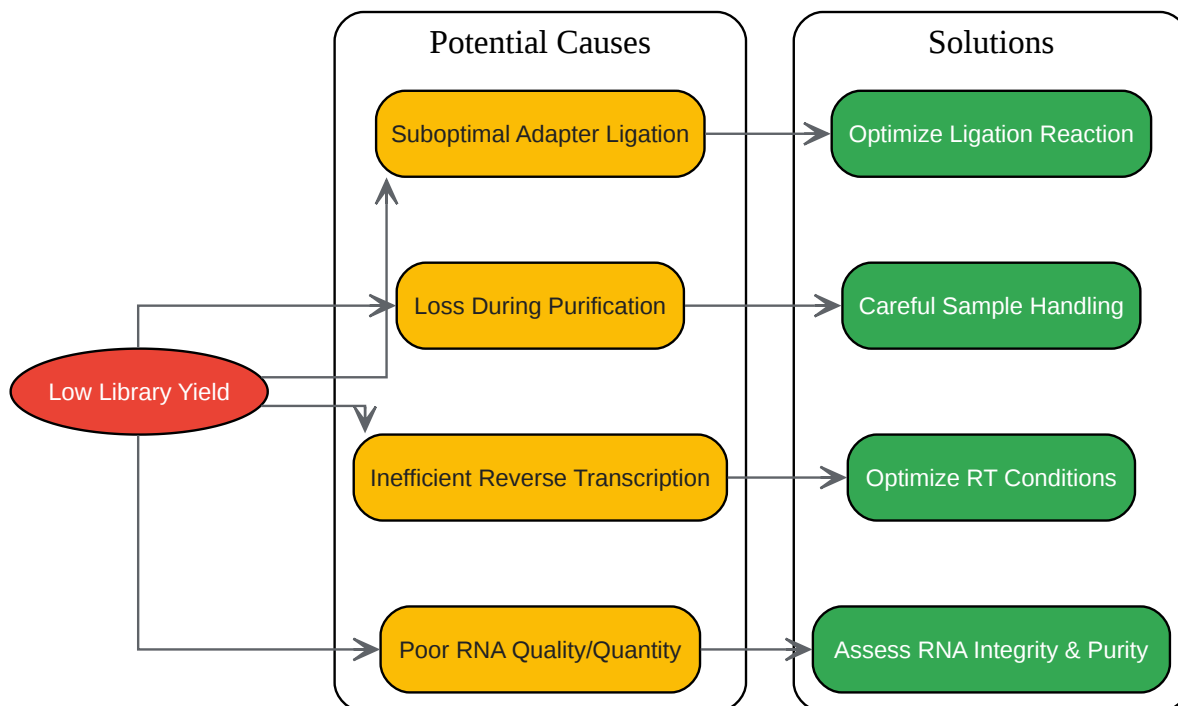 Potential Causes
Solutions
Suboptimal Adapter Ligation
Optimize Ligation Reaction
Loss During Purification
Careful Sample Handling
Low Library Yield
Inefficient Reverse Transcription
Optimize RT Conditions
Poor RNA Quality/Quantity
Assess RNA Integrity & Purity